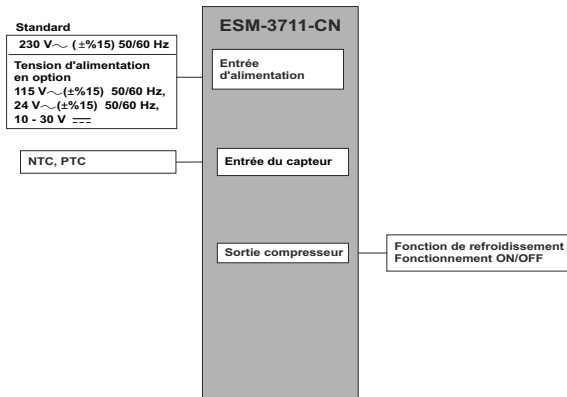 Standard
230 V～ (±%15) 50/60 Hz
Tension d'alimentation
en option
115 V～(±%15) 50/60 Hz,
24 V～(±%15) 50/60 Hz,
10 - 30 V ⎓
NTC, PTC
ESM-3711-CN
Entrée
d'alimentation
Entrée du capteur
Sortie compresseur
Fonction de refroidissement
Fonctionnement ON/OFF